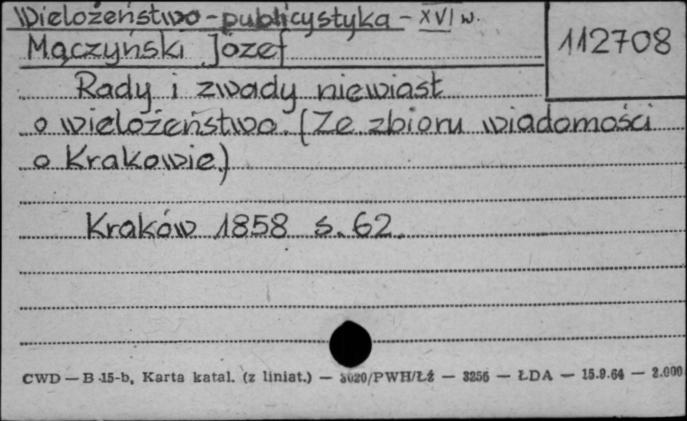 Wielożeństwo - publicystyka - XVI w.
Mączyński Józef
112708
Rady i zwady niewiast
o wielożeństwo. (Ze zbioru wiadomości
o Krakowie)
Kraków 1858 s. 62.
CWD — B-15-b, Karta katal. (z liniat.) — 3020/PWH/Łż — 3256 — ŁDA — 15.9.64 — 2.000